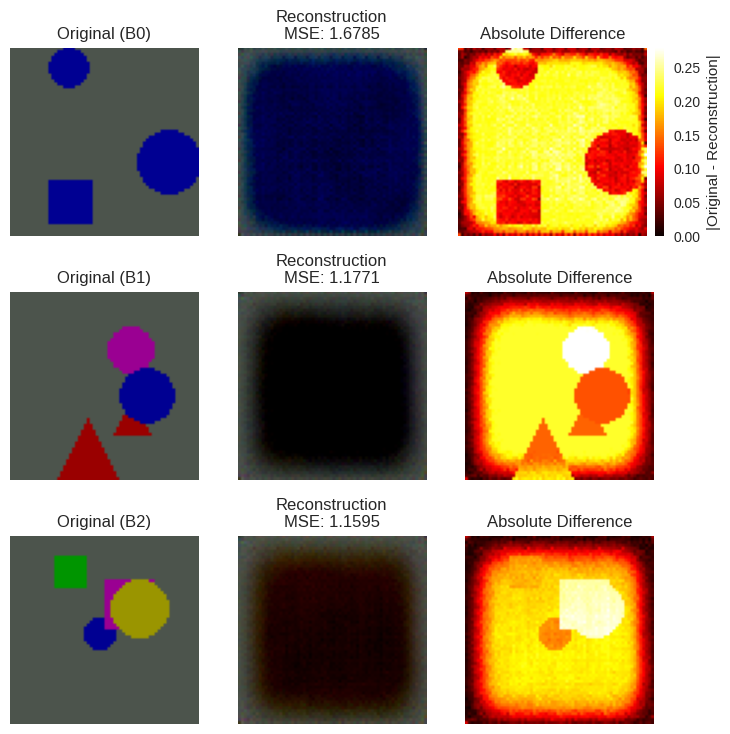 Original (B0)
Reconstruction
MSE: 1.6785
Absolute Difference
0.25
0.20
0.15
0.10
0.05
0.00
|Original - Reconstruction|
Original (B1)
Reconstruction
MSE: 1.1771
Absolute Difference
Original (B2)
Reconstruction
MSE: 1.1595
Absolute Difference